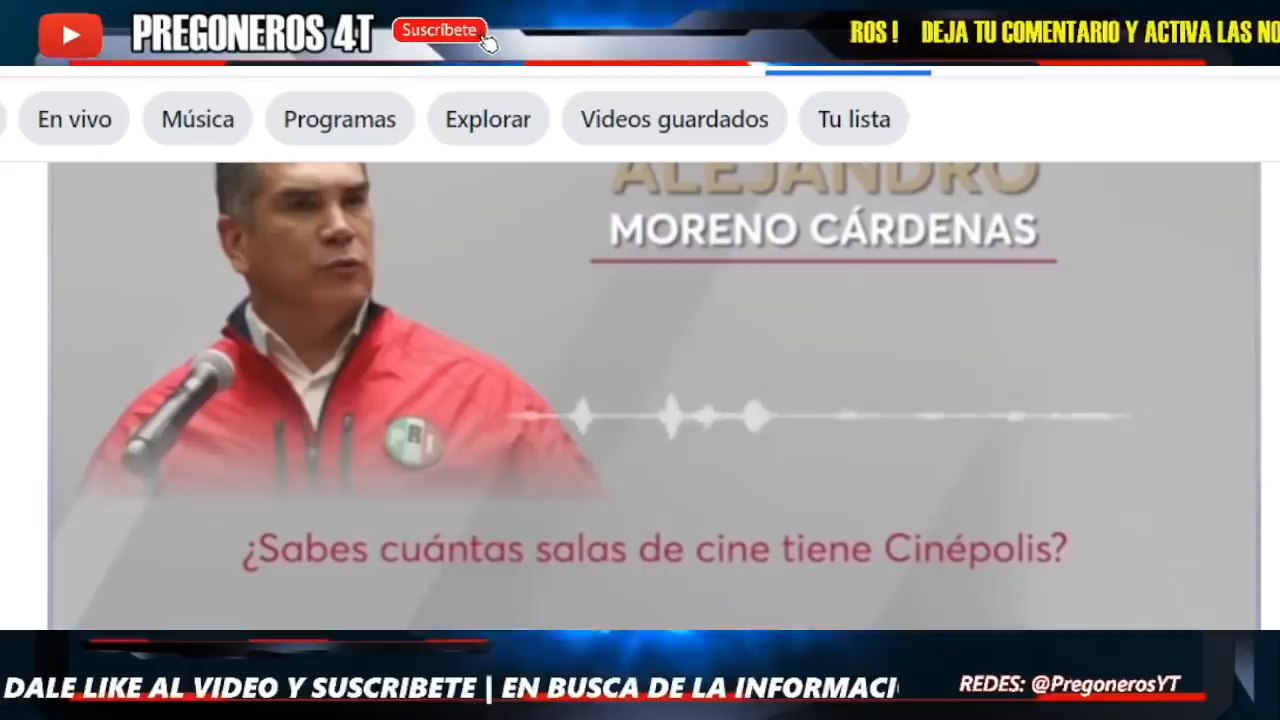 PREGONEROS 4T
Suscríbete
ROS ! DEJA TU COMENTARIO Y ACTIVA LAS NO
En vivo
Música
Programas
Explorar
Videos guardados
Tu lista
ALEJANDRO
MORENO CÁRDENAS
¿Sabes cuántas salas de cine tiene Cinépolis?
DALE LIKE AL VIDEO Y SUSCRIBETE | EN BUSCA DE LA INFORMACI
REDES: @PregonerosYT